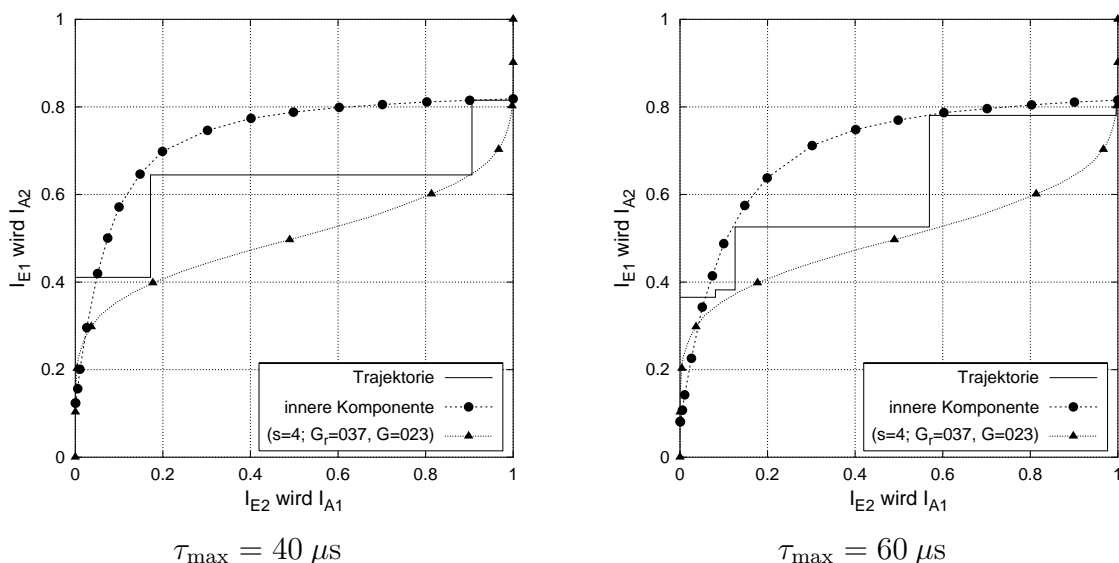 1
0.8
0.6
0.4
0.2
0
I_E1 wird I_A2
Trajektorie
innere Komponente
(s=4; G_r=037, G=023)
0 0.2 0.4 0.6 0.8 1
I_E2 wird I_A1
τ_max = 40 μs
1
0.8
0.6
0.4
0.2
0
I_E1 wird I_A2
Trajektorie
innere Komponente
(s=4; G_r=037, G=023)
0 0.2 0.4 0.6 0.8 1
I_E2 wird I_A1
τ_max = 60 μs